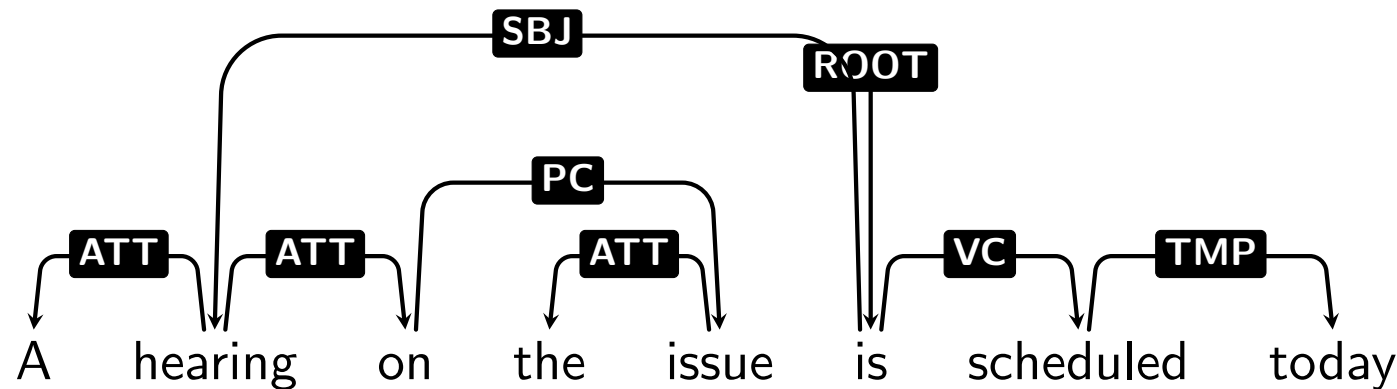 SBJ
ROOT
PC
ATT ATT ATT VC TMP
A hearing on the issue is scheduled today